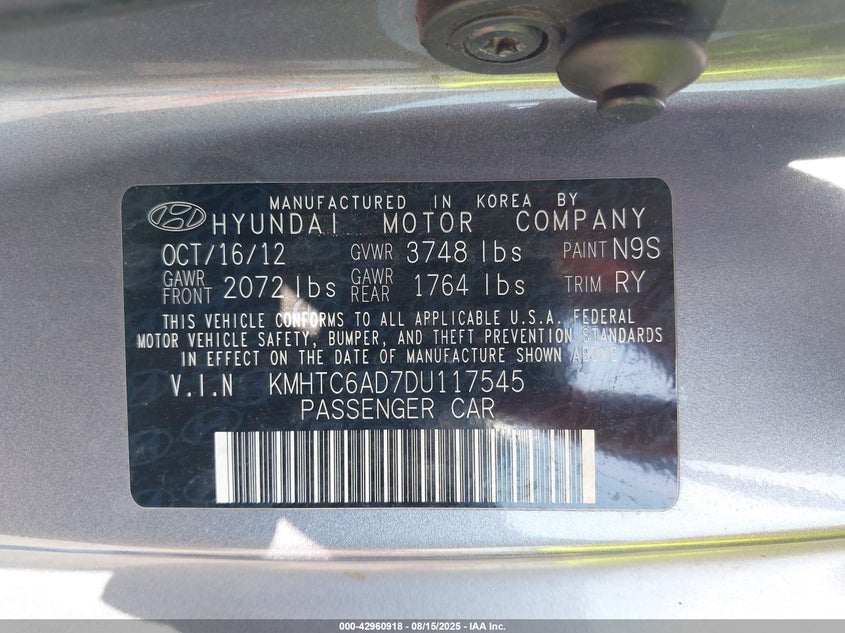 MANUFACTURED IN KOREA BY
HYUNDAI MOTOR COMPANY
OCT/16/12 GVWR 3748 lbs PAINT N9S
GAWR FRONT 2072 lbs GAWR REAR 1764 lbs TRIM RY
THIS VEHICLE CONFORMS TO ALL APPLICABLE U.S.A. FEDERAL
MOTOR VEHICLE SAFETY, BUMPER, AND THEFT PREVENTION STANDARDS
IN EFFECT ON THE DATE OF MANUFACTURE SHOWN ABOVE
V.I.N KMHTC6AD7DU117545
PASSENGER CAR
000-42960918 - 08/15/2025 - IAA Inc.